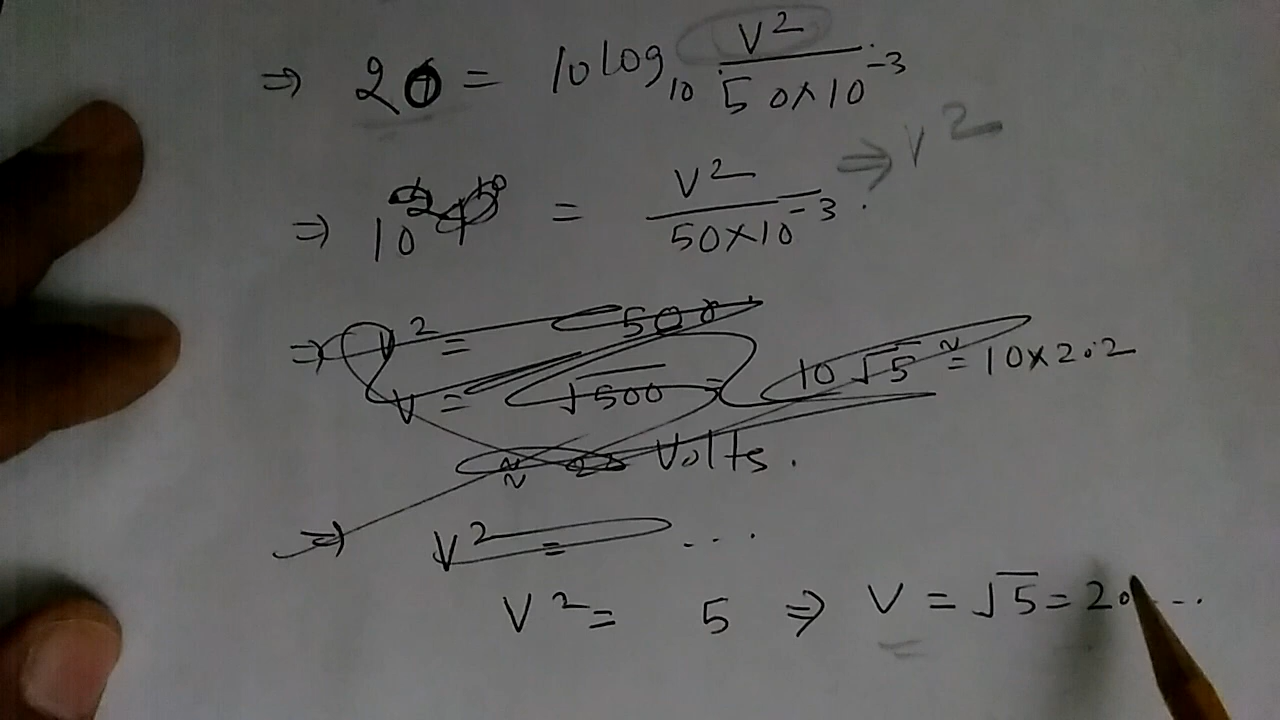 ⇒ 20 = 10 log₁₀ V²/50×10⁻³
⇒ 10² = V²/50×10⁻³ ⇒ V²
⇒ V² = 500
V = √500 = 10√5 ≈ 10×2.2
≈ Volts.
⇒ V² = ...
V² = 5 ⇒ V = √5 = 2. ...